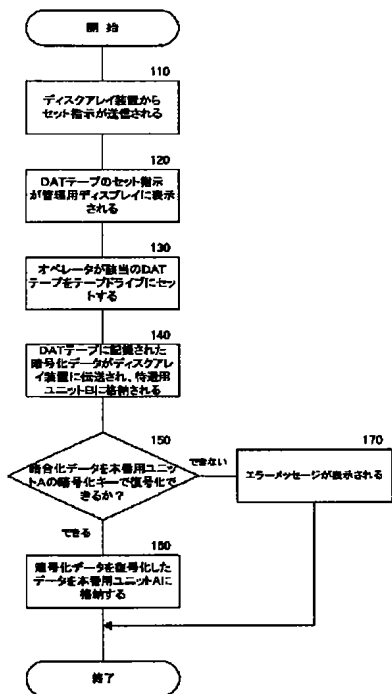 開 始
110
ディスクアレイ装置から
セット指示が送信される
120
DATテープのセット指示
が管理用ディスプレイに表示
される
130
オペレータが該当のDAT
テープをテープドライブにセッ
トする
140
DATテープに記録された
暗号化データがディスクアレ
イ装置に伝送され、待避用
ユニットBに格納される
150
暗合化データを本番用ユニッ
トAの暗号化キーで復号化で
きるか？
できない
170
エラーメッセージが表示される
できる
160
暗号化データを復号化した
データを本番用ユニットAに
格納する
終了